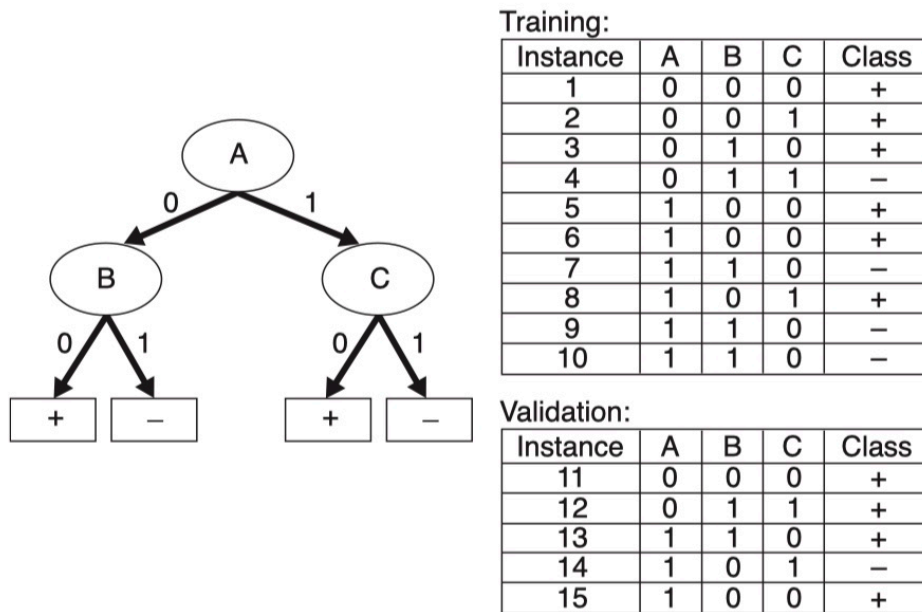 A
0 1
B C
0 1 0 1
+ − + −
Training:
Instance A B C Class
1 0 0 0 +
2 0 0 1 +
3 0 1 0 +
4 0 1 1 −
5 1 0 0 +
6 1 0 0 +
7 1 1 0 −
8 1 0 1 +
9 1 1 0 −
10 1 1 0 −
Validation:
Instance A B C Class
11 0 0 0 +
12 0 1 1 +
13 1 1 0 +
14 1 0 1 −
15 1 0 0 +